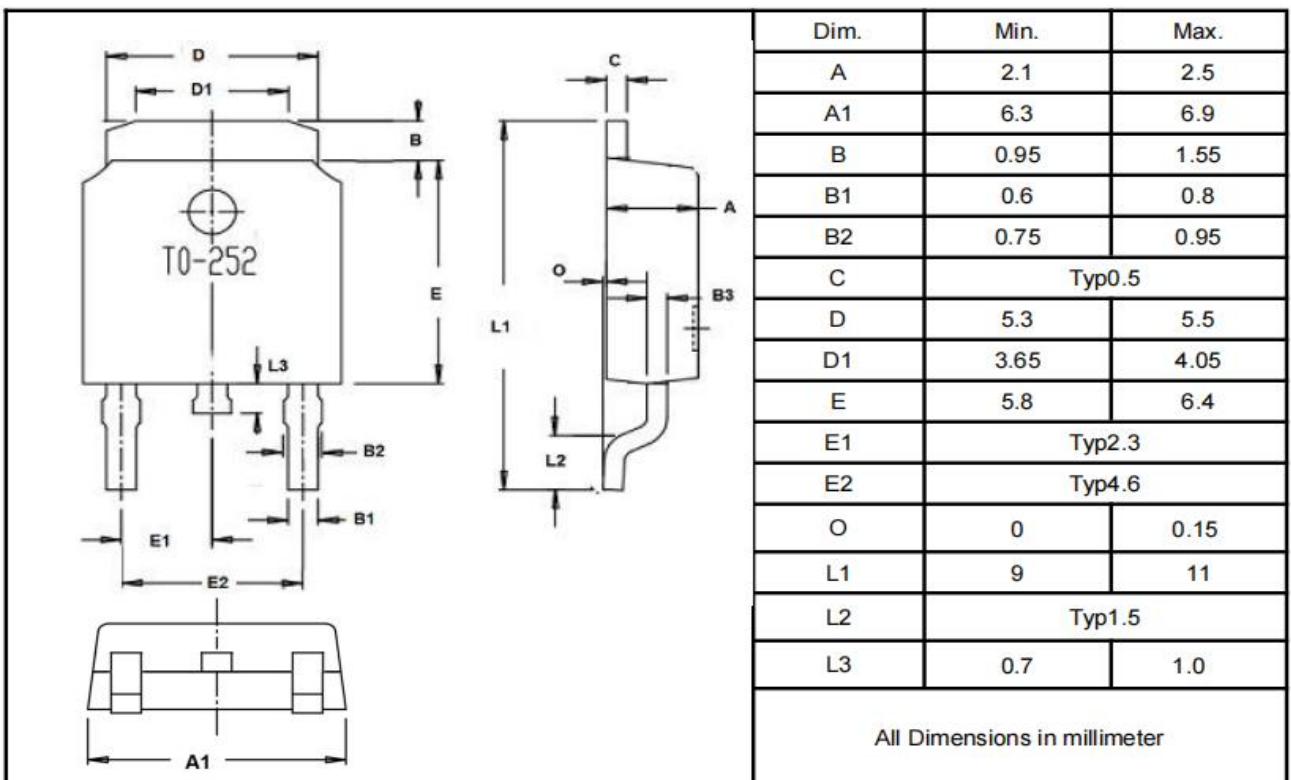 D
D1
B
TO-252
E
L3
B2
B1
E1
E2
A1
C
A
O
B3
L1
L2
Dim. Min. Max.
A 2.1 2.5
A1 6.3 6.9
B 0.95 1.55
B1 0.6 0.8
B2 0.75 0.95
C Typ0.5
D 5.3 5.5
D1 3.65 4.05
E 5.8 6.4
E1 Typ2.3
E2 Typ4.6
O 0 0.15
L1 9 11
L2 Typ1.5
L3 0.7 1.0
All Dimensions in millimeter